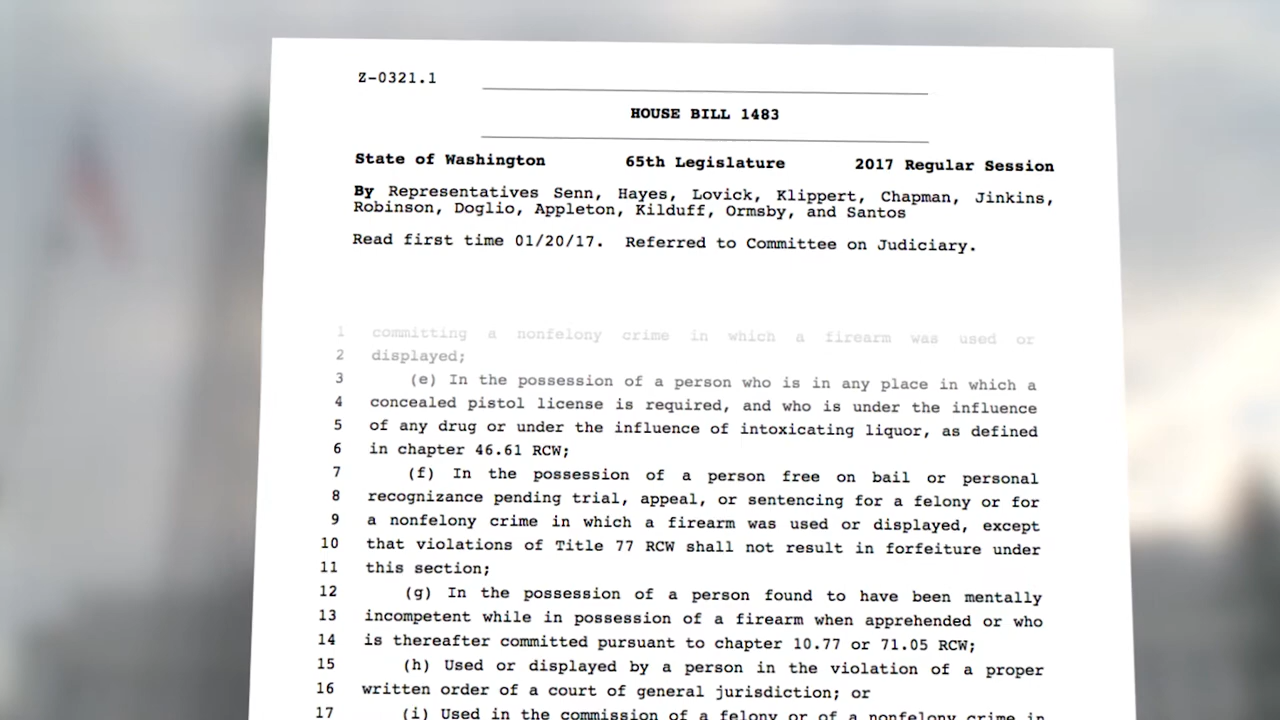 Z-0321.1
HOUSE BILL 1483
State of Washington 65th Legislature 2017 Regular Session
By Representatives Senn, Hayes, Lovick, Klippert, Chapman, Jinkins,
Robinson, Doglio, Appleton, Kilduff, Ormsby, and Santos
Read first time 01/20/17. Referred to Committee on Judiciary.
1 committing a nonfelony crime in which a firearm was used or
2 displayed;
3 (e) In the possession of a person who is in any place in which a
4 concealed pistol license is required, and who is under the influence
5 of any drug or under the influence of intoxicating liquor, as defined
6 in chapter 46.61 RCW;
7 (f) In the possession of a person free on bail or personal
8 recognizance pending trial, appeal, or sentencing for a felony or for
9 a nonfelony crime in which a firearm was used or displayed, except
10 that violations of Title 77 RCW shall not result in forfeiture under
11 this section;
12 (g) In the possession of a person found to have been mentally
13 incompetent while in possession of a firearm when apprehended or who
14 is thereafter committed pursuant to chapter 10.77 or 71.05 RCW;
15 (h) Used or displayed by a person in the violation of a proper
16 written order of a court of general jurisdiction; or
17 (i) Used in the commission of a felony or of a nonfelony crime in